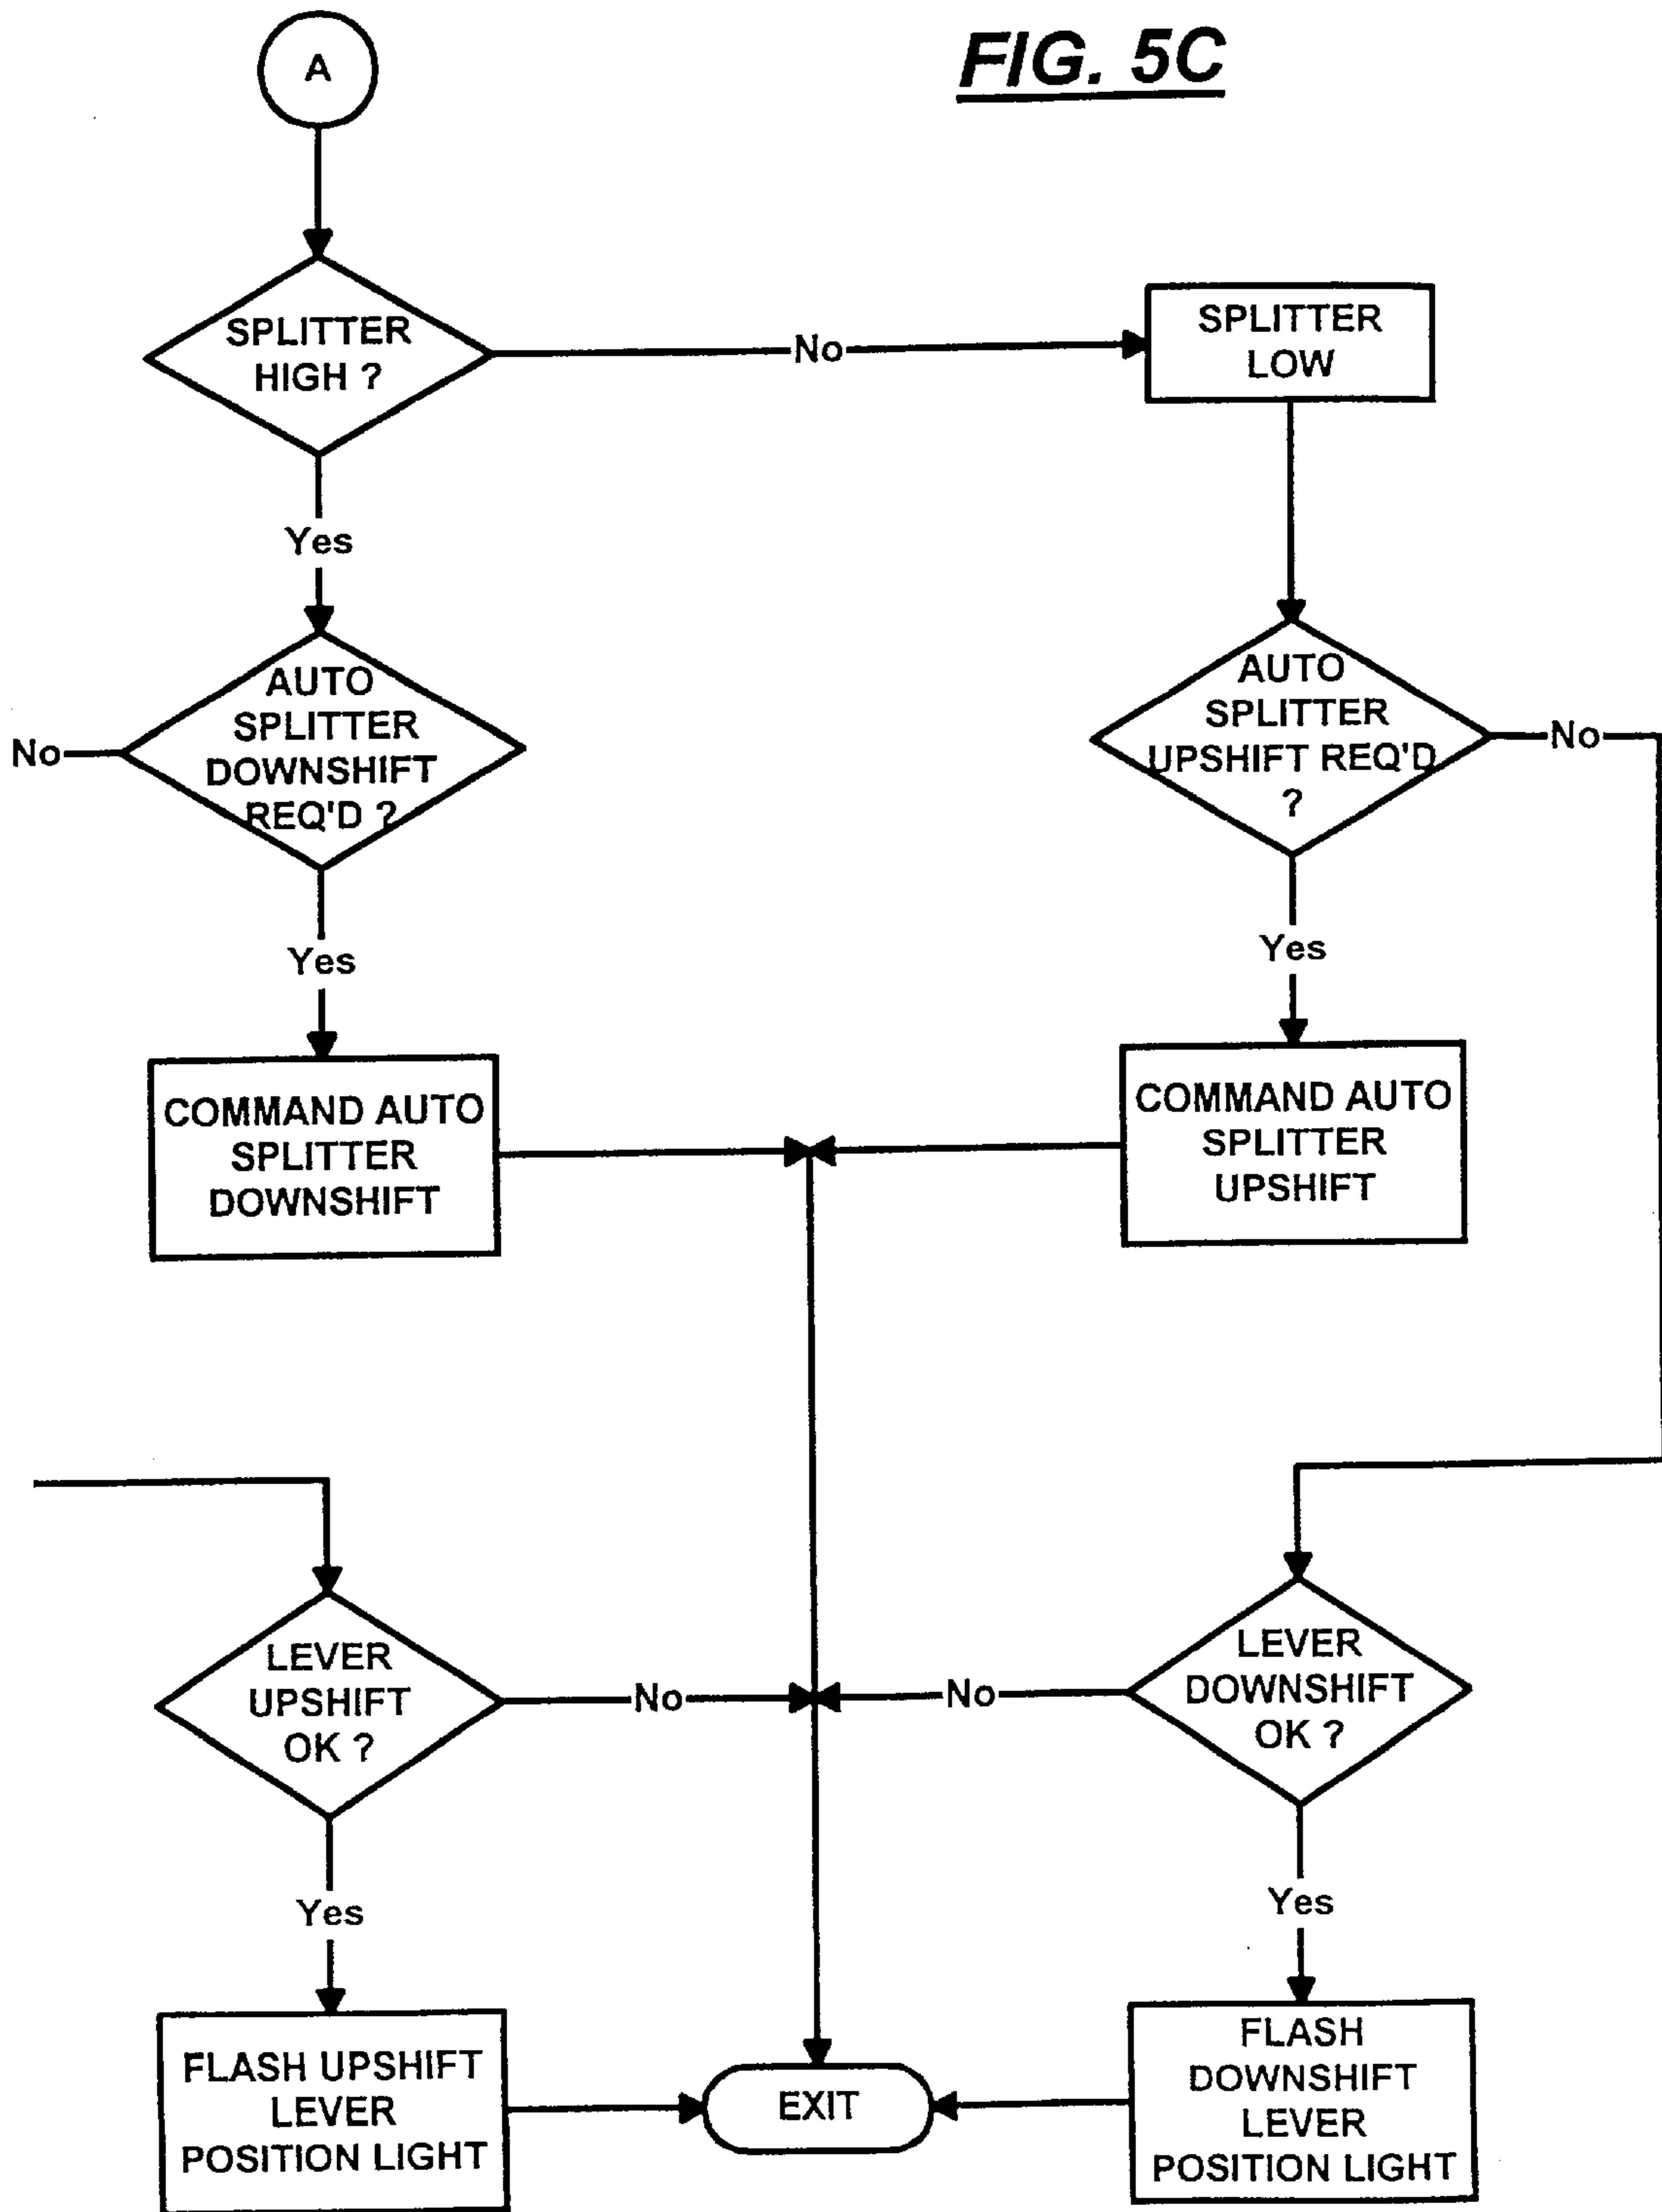 FIG. 5C
A
SPLITTER
HIGH ?
No
SPLITTER
LOW
Yes
AUTO
SPLITTER
DOWNSHIFT
REQ'D ?
No
AUTO
SPLITTER
UPSHIFT REQ'D
?
No
Yes
Yes
COMMAND AUTO
SPLITTER
DOWNSHIFT
COMMAND AUTO
SPLITTER
UPSHIFT
LEVER
UPSHIFT
OK ?
No
No
LEVER
DOWNSHIFT
OK ?
Yes
Yes
FLASH UPSHIFT
LEVER
POSITION LIGHT
EXIT
FLASH
DOWNSHIFT
LEVER
POSITION LIGHT